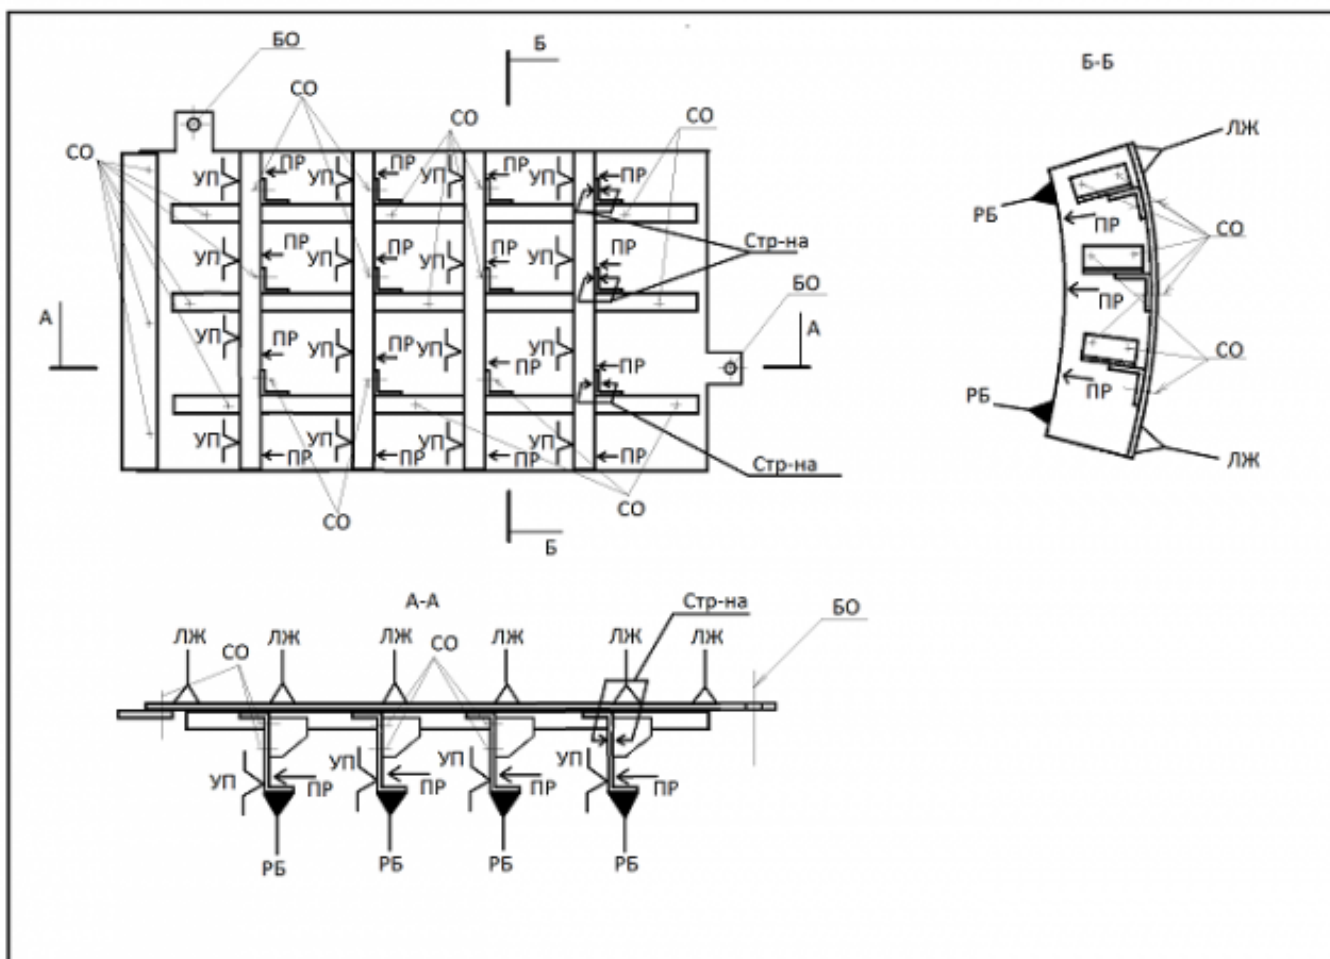 БО
Б
Б-Б
СО
СО
СО
ЛЖ
СО
УП
ПР
УП
ПР
УП
ПР
УП
ПР
РБ
ПР
СО
Стр-на
УП
ПР
УП
ПР
УП
ПР
УП
ПР
БО
ПР
А
А
УП
ПР
УП
ПР
УП
ПР
УП
ПР
СО
РБ
ПР
УП
ПР
УП
ПР
УП
ПР
УП
ПР
Стр-на
ЛЖ
СО
СО
Б
А-А
Стр-на
БО
ЛЖ
ЛЖ
ЛЖ
ЛЖ
ЛЖ
ЛЖ
СО
СО
УП
ПР
УП
ПР
УП
ПР
УП
ПР
РБ
РБ
РБ
РБ